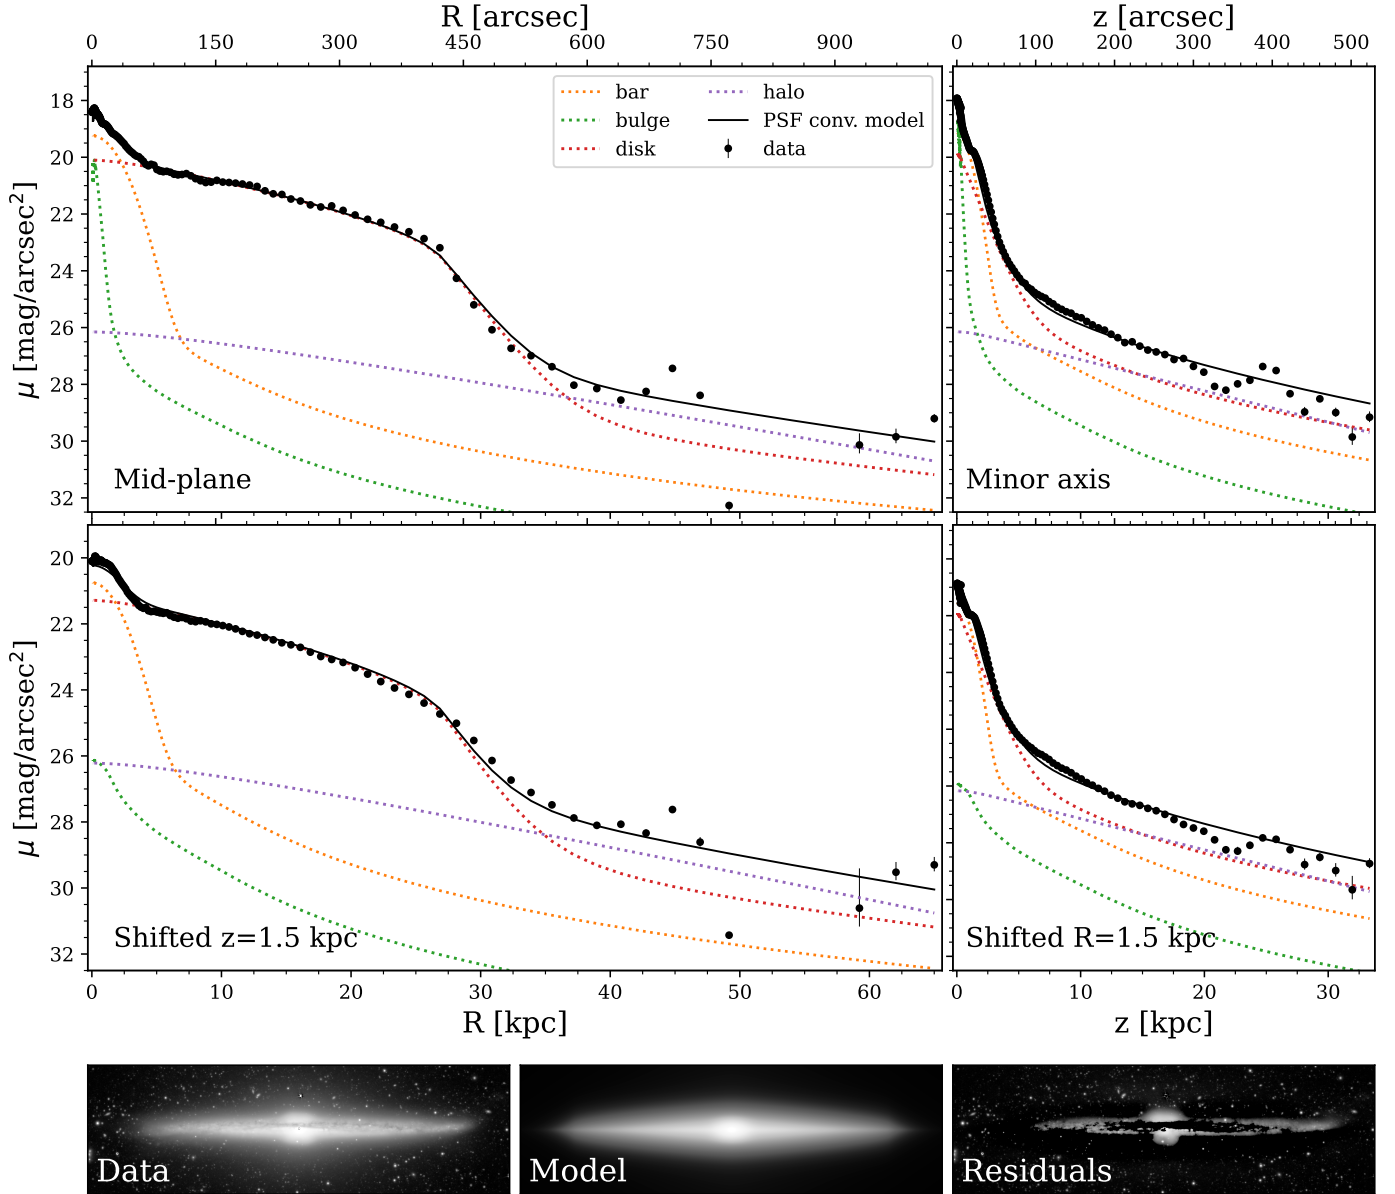 R [arcsec]
z [arcsec]
0 150 300 450 600 750 900
0 100 200 300 400 500
bar
bulge
disk
halo
PSF conv. model
data
18
20
22
24
26
28
30
32
μ [mag/arcsec²]
Mid-plane
Minor axis
20
22
24
26
28
30
32
μ [mag/arcsec²]
Shifted z=1.5 kpc
Shifted R=1.5 kpc
0 10 20 30 40 50 60
0 10 20 30
R [kpc]
z [kpc]
Data
Model
Residuals